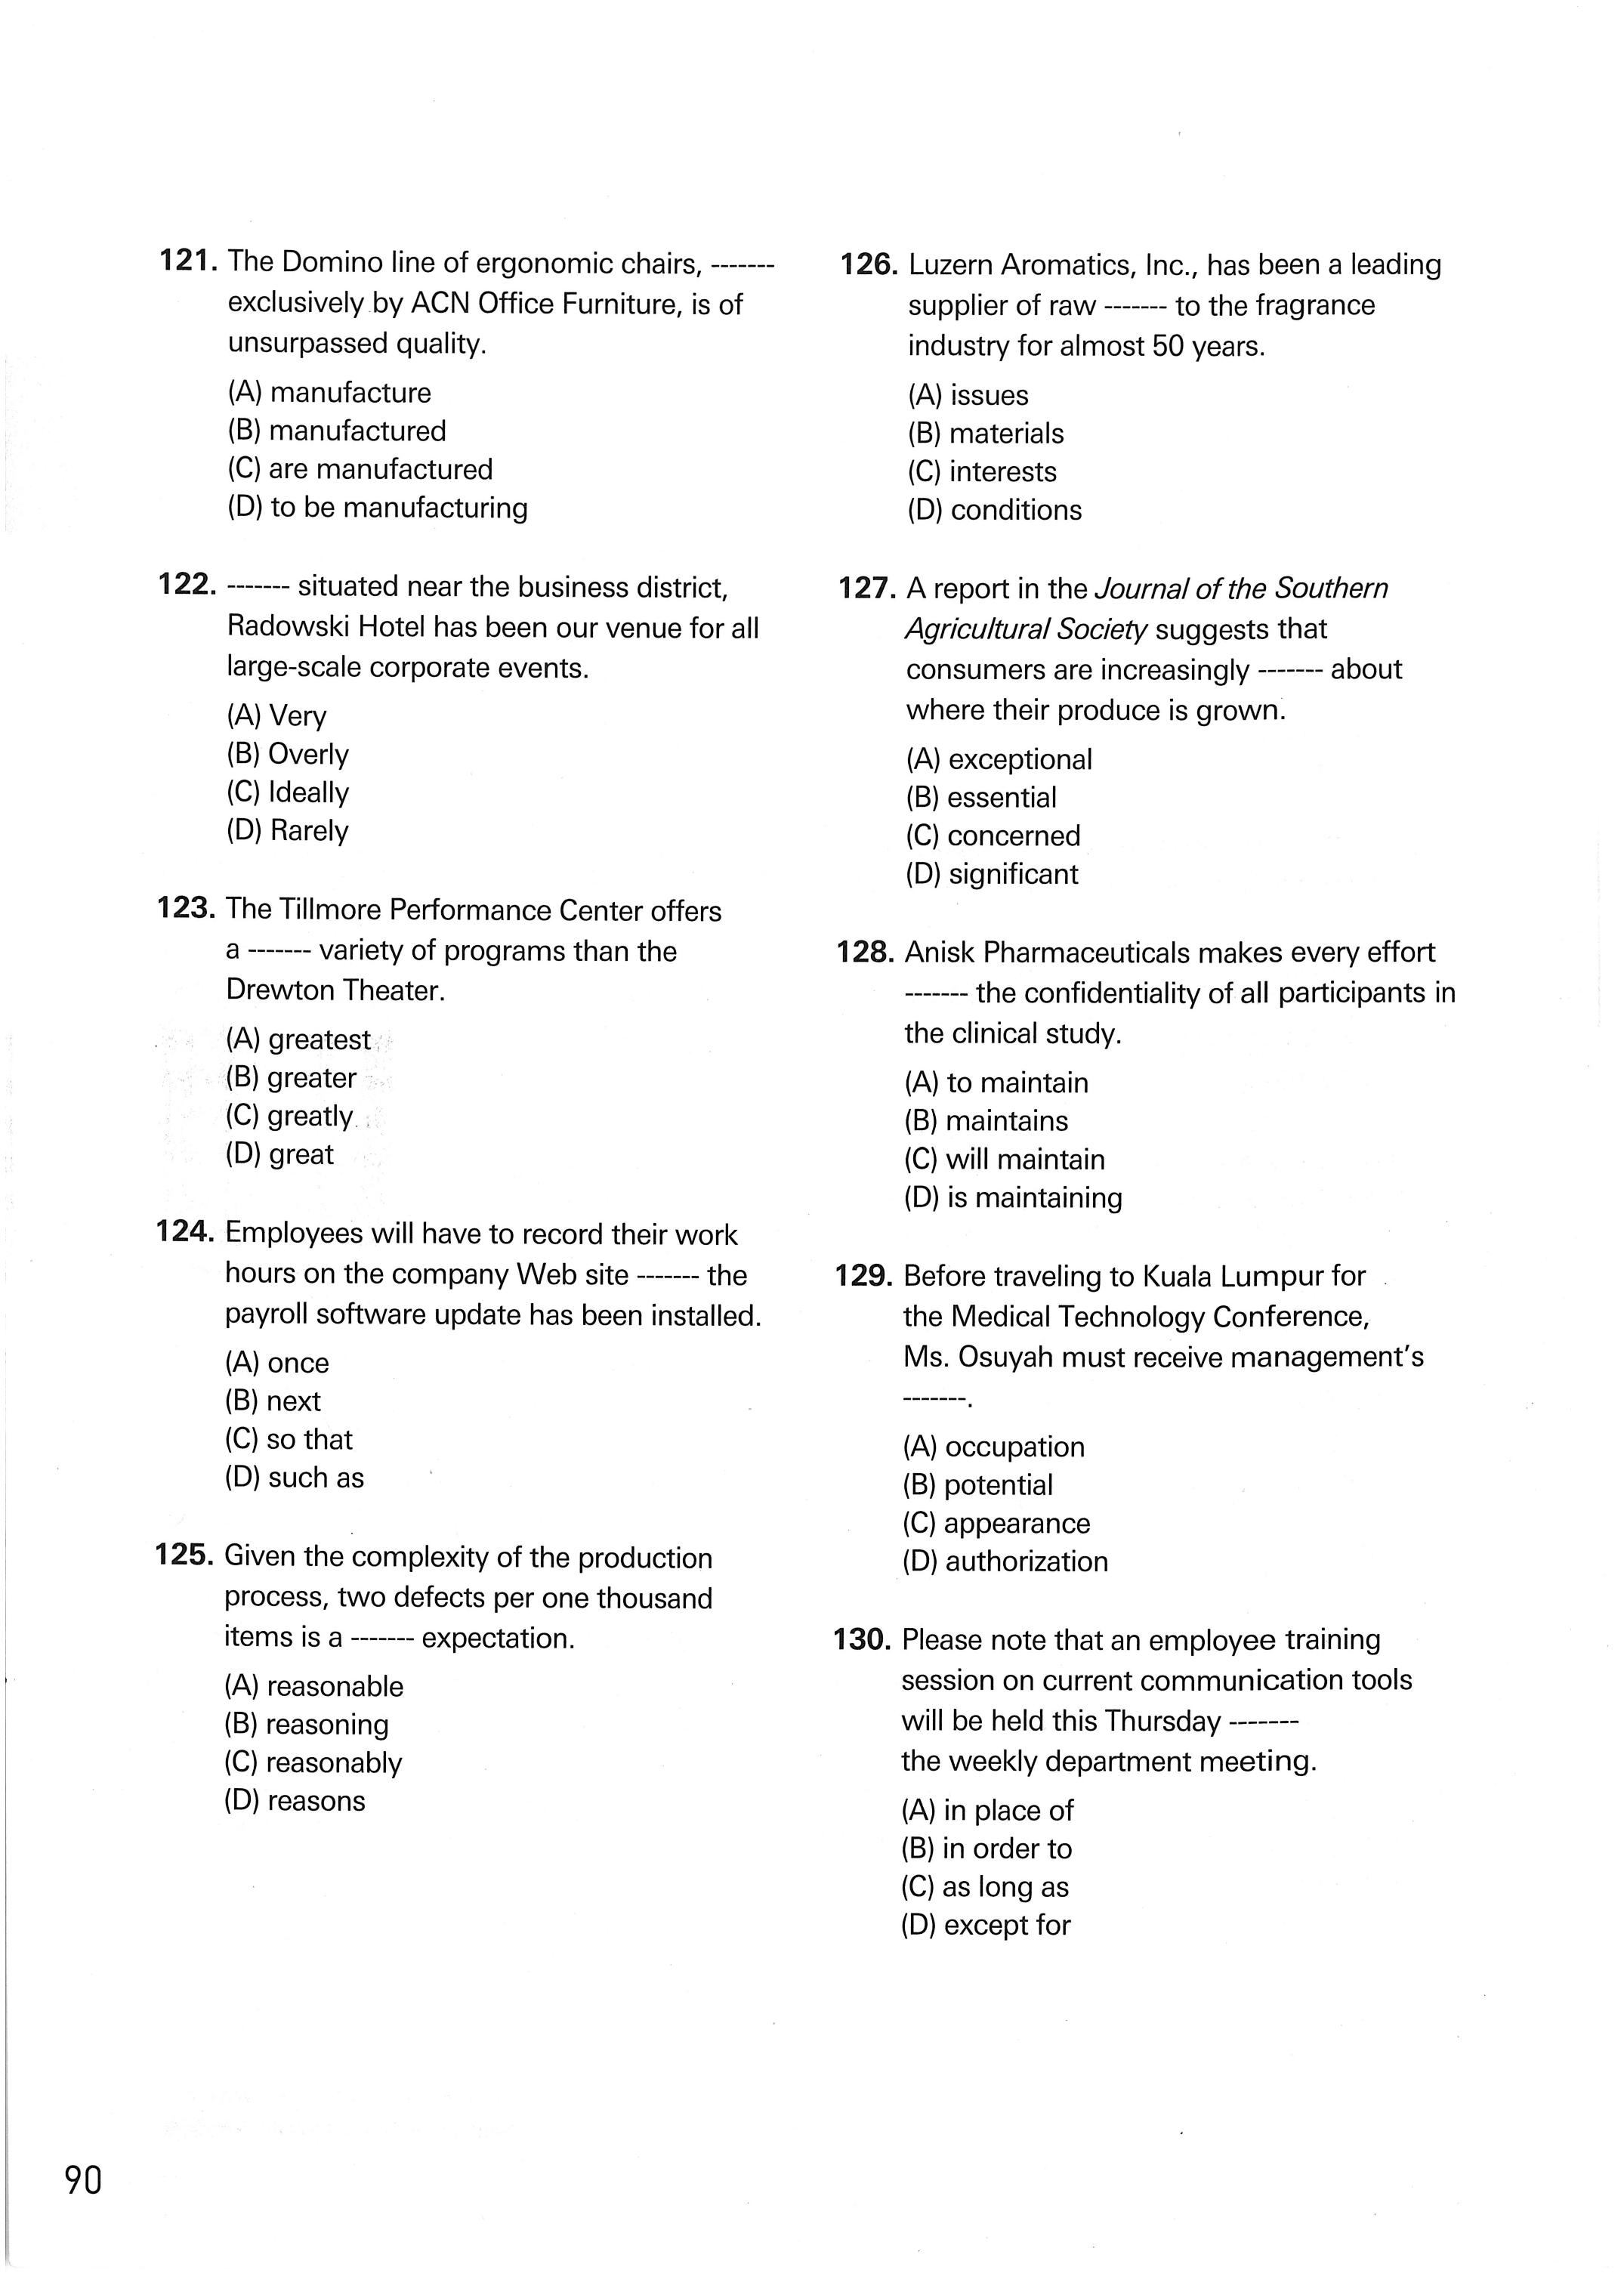 121. The Domino line of ergonomic chairs, -------
exclusively by ACN Office Furniture, is of
unsurpassed quality.
(A) manufacture
(B) manufactured
(C) are manufactured
(D) to be manufacturing
122. ------- situated near the business district,
Radowski Hotel has been our venue for all
large-scale corporate events.
(A) Very
(B) Overly
(C) Ideally
(D) Rarely
123. The Tillmore Performance Center offers
a ------- variety of programs than the
Drewton Theater.
(A) greatest
(B) greater
(C) greatly
(D) great
124. Employees will have to record their work
hours on the company Web site ------- the
payroll software update has been installed.
(A) once
(B) next
(C) so that
(D) such as
125. Given the complexity of the production
process, two defects per one thousand
items is a ------- expectation.
(A) reasonable
(B) reasoning
(C) reasonably
(D) reasons
126. Luzern Aromatics, Inc., has been a leading
supplier of raw ------- to the fragrance
industry for almost 50 years.
(A) issues
(B) materials
(C) interests
(D) conditions
127. A report in the Journal of the Southern
Agricultural Society suggests that
consumers are increasingly ------- about
where their produce is grown.
(A) exceptional
(B) essential
(C) concerned
(D) significant
128. Anisk Pharmaceuticals makes every effort
------- the confidentiality of all participants in
the clinical study.
(A) to maintain
(B) maintains
(C) will maintain
(D) is maintaining
129. Before traveling to Kuala Lumpur for
the Medical Technology Conference,
Ms. Osuyah must receive management's
-------.
(A) occupation
(B) potential
(C) appearance
(D) authorization
130. Please note that an employee training
session on current communication tools
will be held this Thursday -------
the weekly department meeting.
(A) in place of
(B) in order to
(C) as long as
(D) except for
90